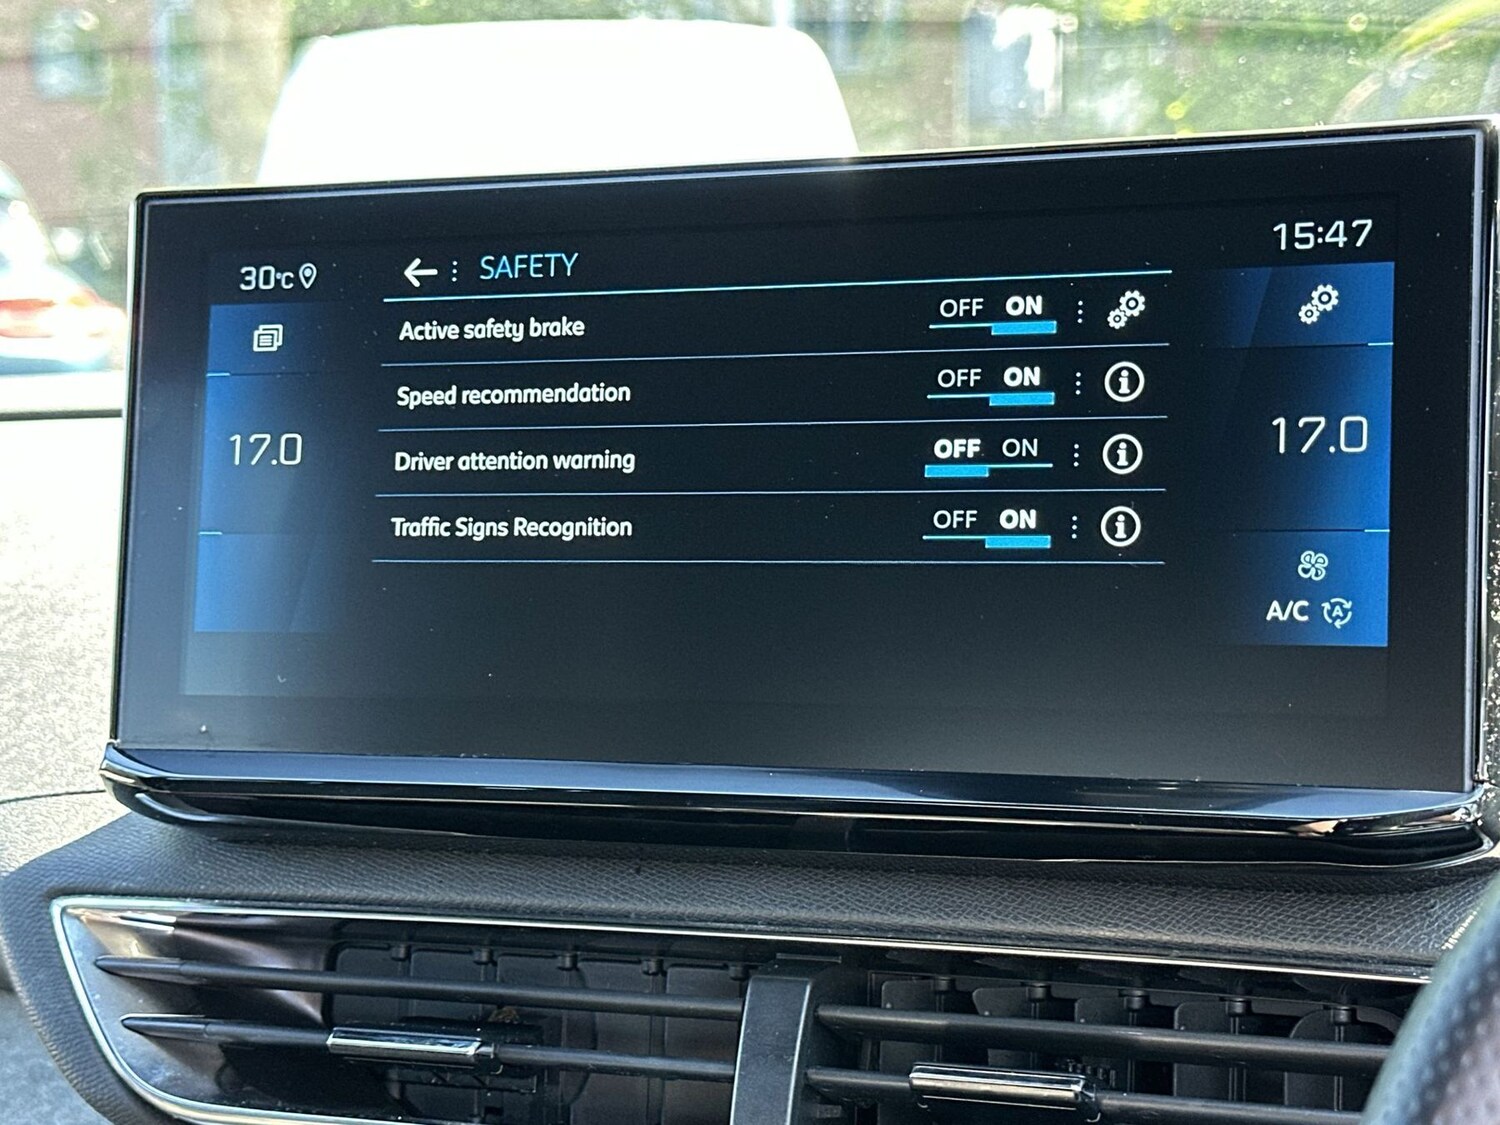 30°C
SAFETY
15:47
Active safety brake OFF ON
Speed recommendation OFF ON
Driver attention warning OFF ON
Traffic Signs Recognition OFF ON
17.0
17.0
A/C A